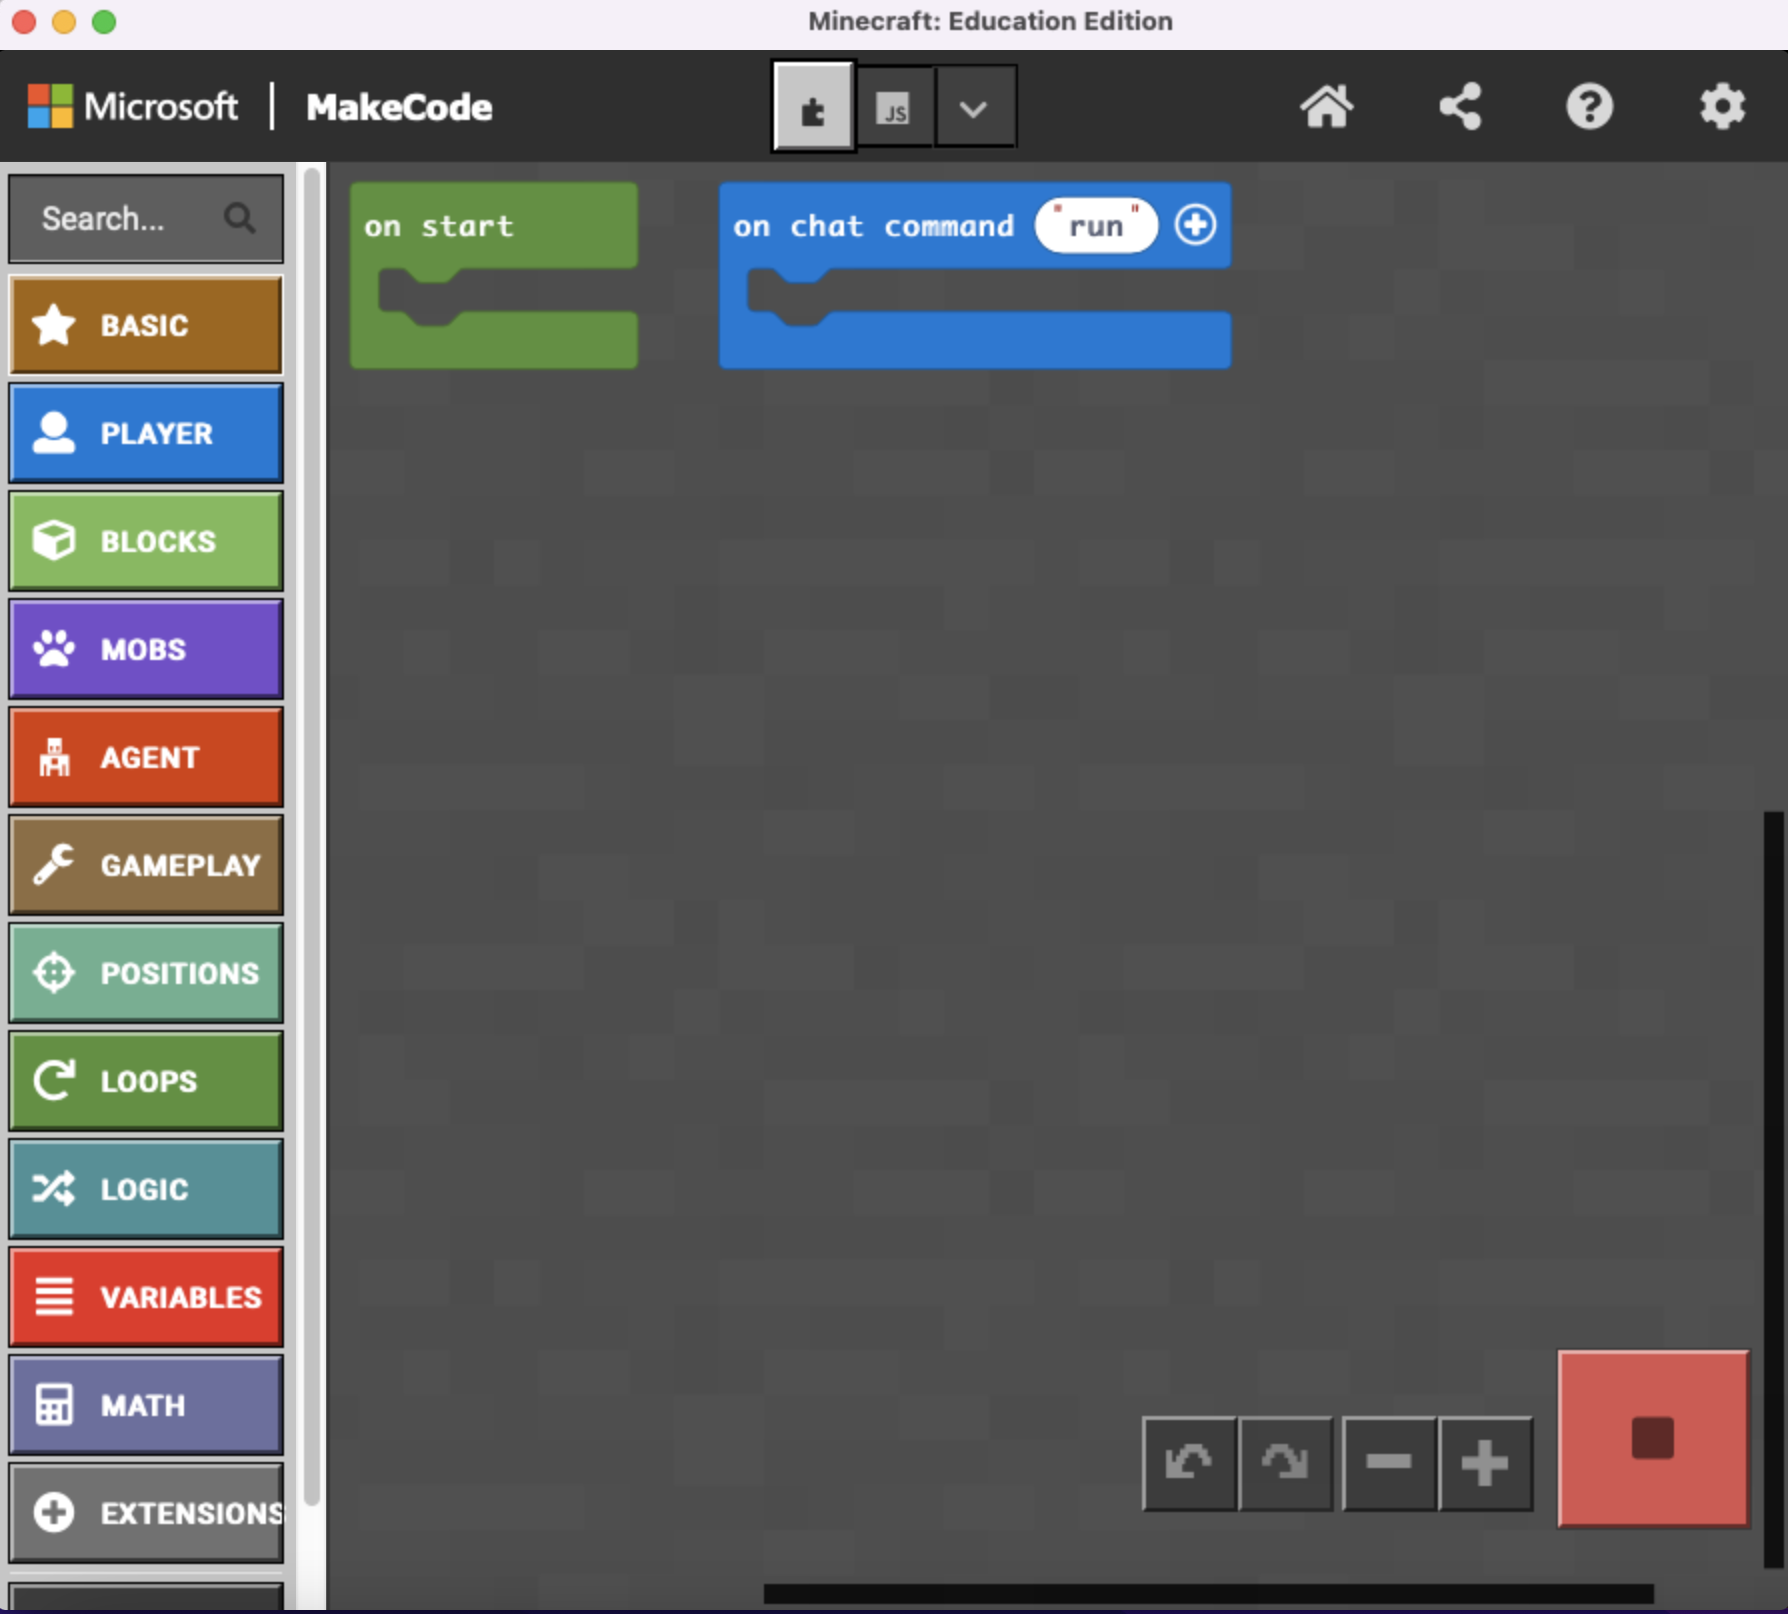 Minecraft: Education Edition
Microsoft | MakeCode
JS
Search...
on start
on chat command "run"
BASIC
PLAYER
BLOCKS
MOBS
AGENT
GAMEPLAY
POSITIONS
LOOPS
LOGIC
VARIABLES
MATH
EXTENSIONS